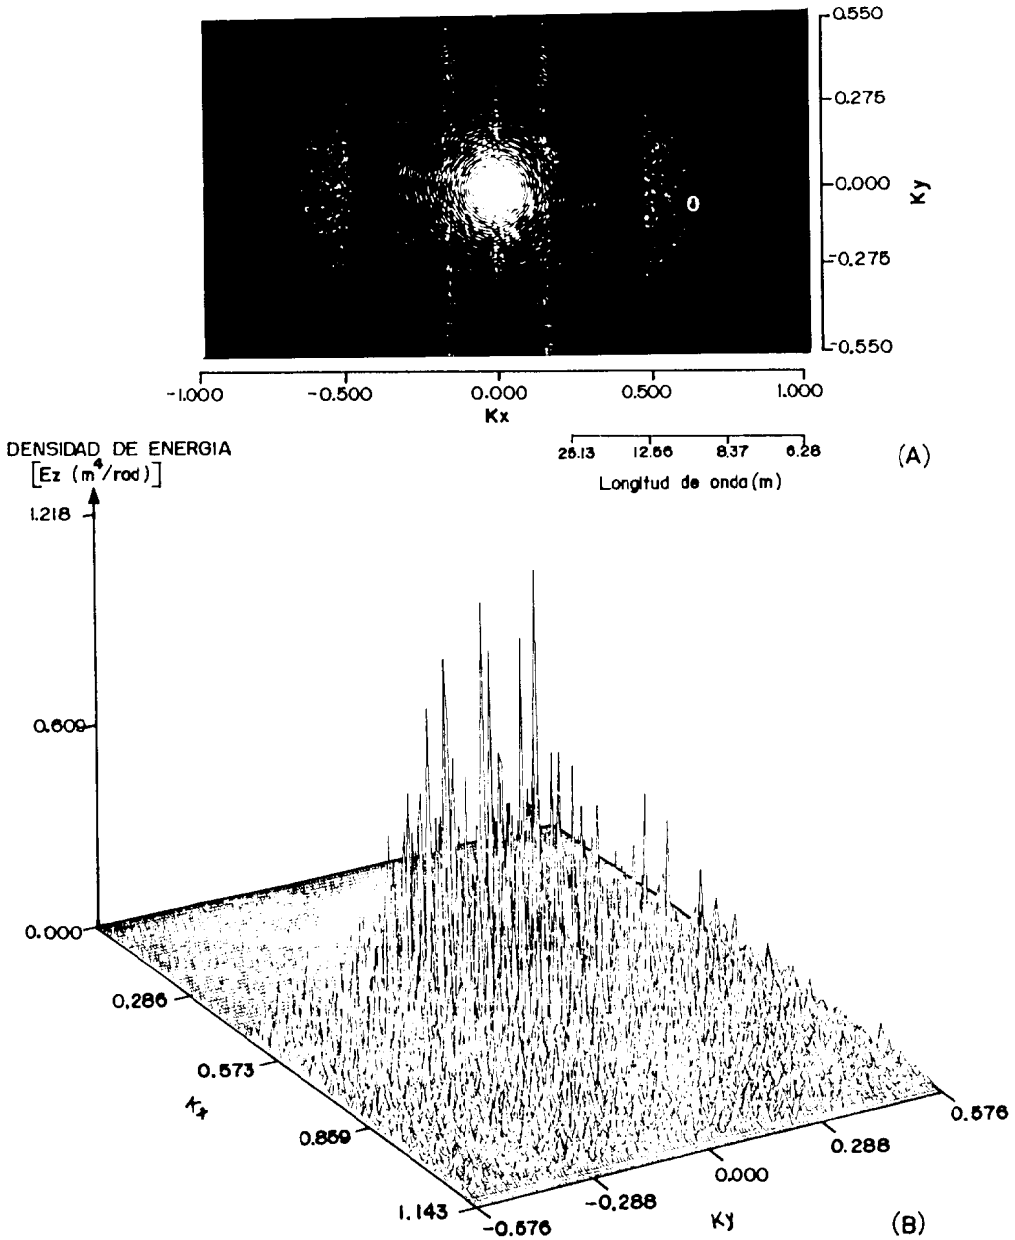 0.550
0.275
0.000
Ky
0
-0.275
-0.550
-1.000 -0.500 0.000 0.500 1.000
Kx
25.13 12.56 8.37 6.28
Longitud de onda (m)
(A)
DENSIDAD DE ENERGIA
[Ez (m⁴/rad)]
1.218
0.609
0.000
0.286
0.573
Kx
0.859
1.143
-0.576
-0.288
0.000
0.288
0.576
Ky
(B)